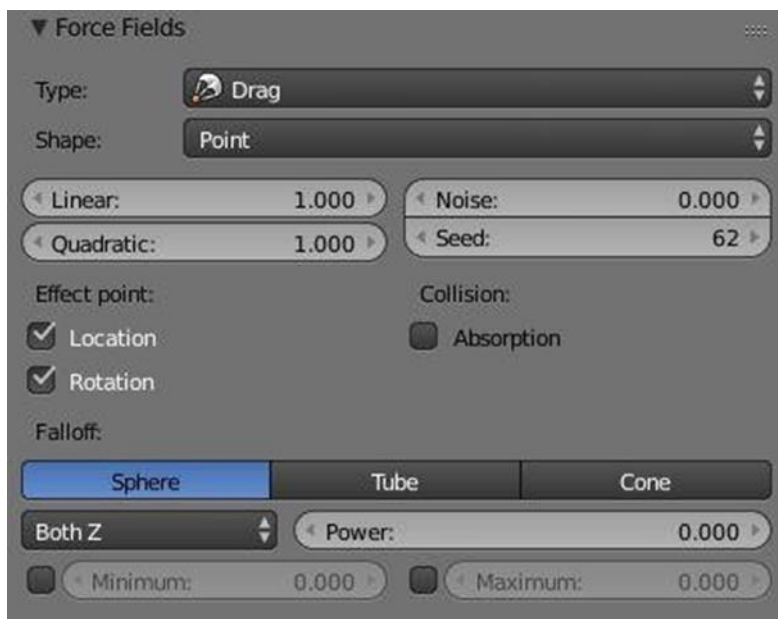 Force Fields
Type: Drag
Shape: Point
Linear: 1.000 Noise: 0.000
Quadratic: 1.000 Seed: 62
Effect point: Collision:
Location Absorption
Rotation
Falloff:
Sphere Tube Cone
Both Z Power: 0.000
Minimum: 0.000 Maximum: 0.000